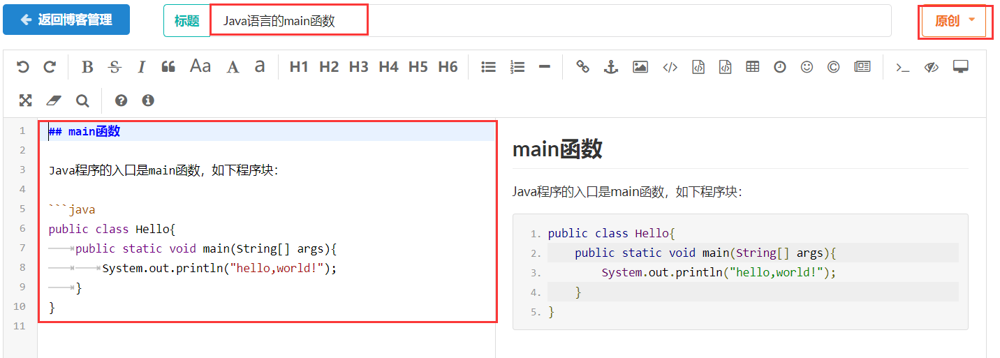 返回博客管理 标题 Java语言的main函数 原创
B S I Aa A a H1 H2 H3 H4 H5 H6
1 ## main函数
2
3 Java程序的入口是main函数，如下程序块：
4
5 ```java
6 public class Hello{
7 public static void main(String[] args){
8 System.out.println("hello,world!");
9 }
10 }
11
main函数
Java程序的入口是main函数，如下程序块：
1. public class Hello{
2. public static void main(String[] args){
3. System.out.println("hello,world!");
4. }
5. }